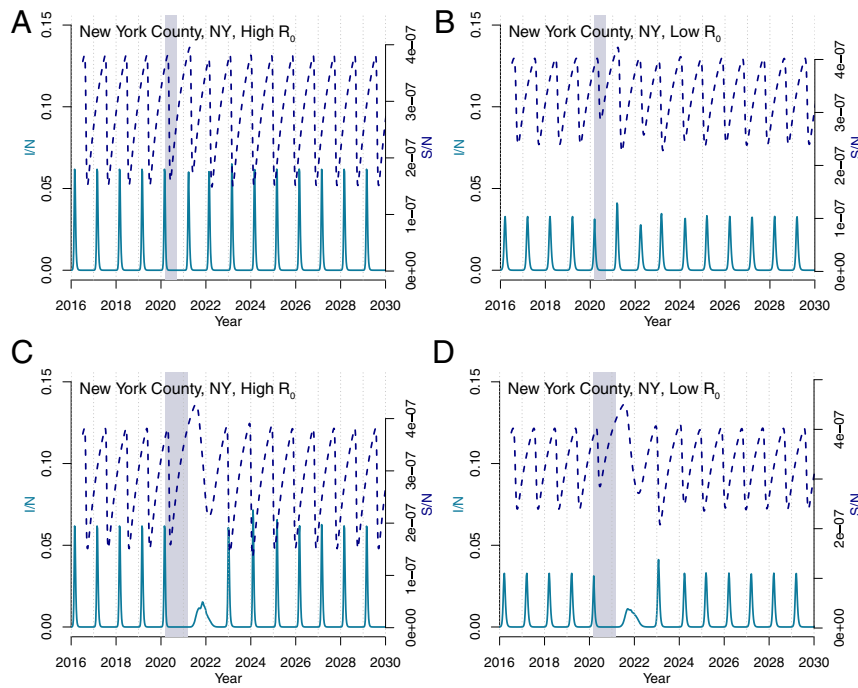 A
New York County, NY, High R0
0.15
0.10
0.05
0.00
I/N
4e−07
3e−07
2e−07
1e−07
0e+00
S/N
2016 2018 2020 2022 2024 2026 2028 2030
Year
B
New York County, NY, Low R0
0.15
0.10
0.05
0.00
I/N
4e−07
3e−07
2e−07
1e−07
0e+00
S/N
2016 2018 2020 2022 2024 2026 2028 2030
Year
C
New York County, NY, High R0
0.15
0.10
0.05
0.00
I/N
4e−07
3e−07
2e−07
1e−07
0e+00
S/N
2016 2018 2020 2022 2024 2026 2028 2030
Year
D
New York County, NY, Low R0
0.15
0.10
0.05
0.00
I/N
4e−07
2e−07
0e+00
S/N
2016 2018 2020 2022 2024 2026 2028 2030
Year